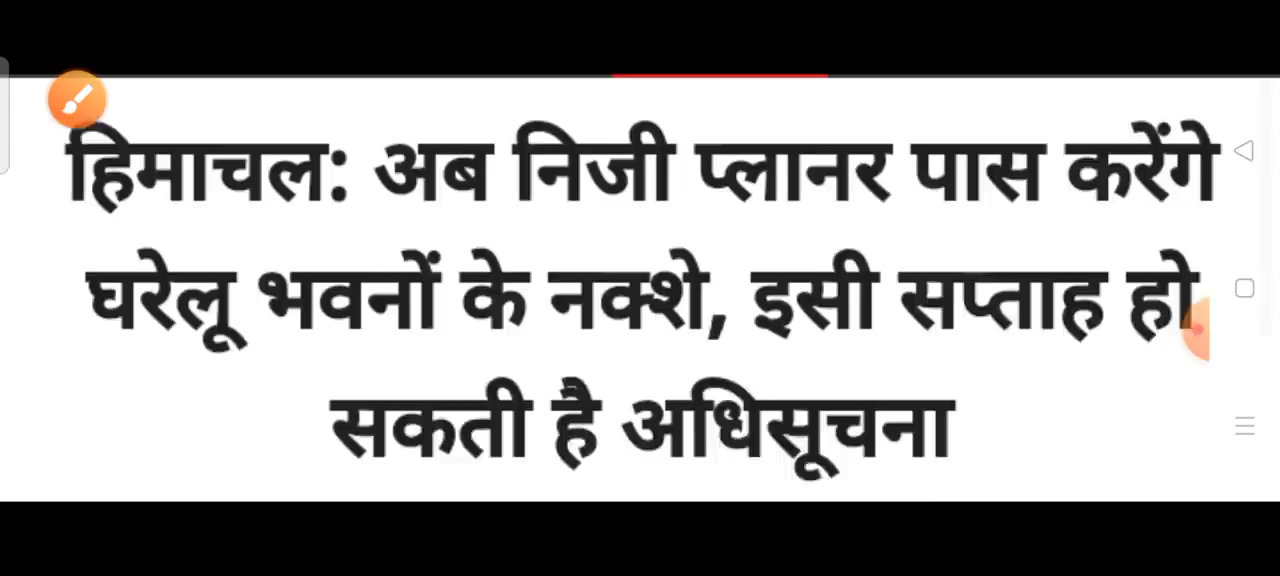 हिमाचल: अब निजी प्लानर पास करेंगे
घरेलू भवनों के नक्शे, इसी सप्ताह हो
सकती है अधिसूचना